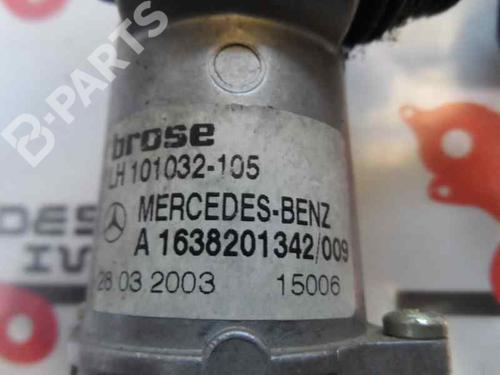 B-PARTS
brose
LH 101032-105
MERCEDES-BENZ
A 1638201342/009
28 03 2003 15006